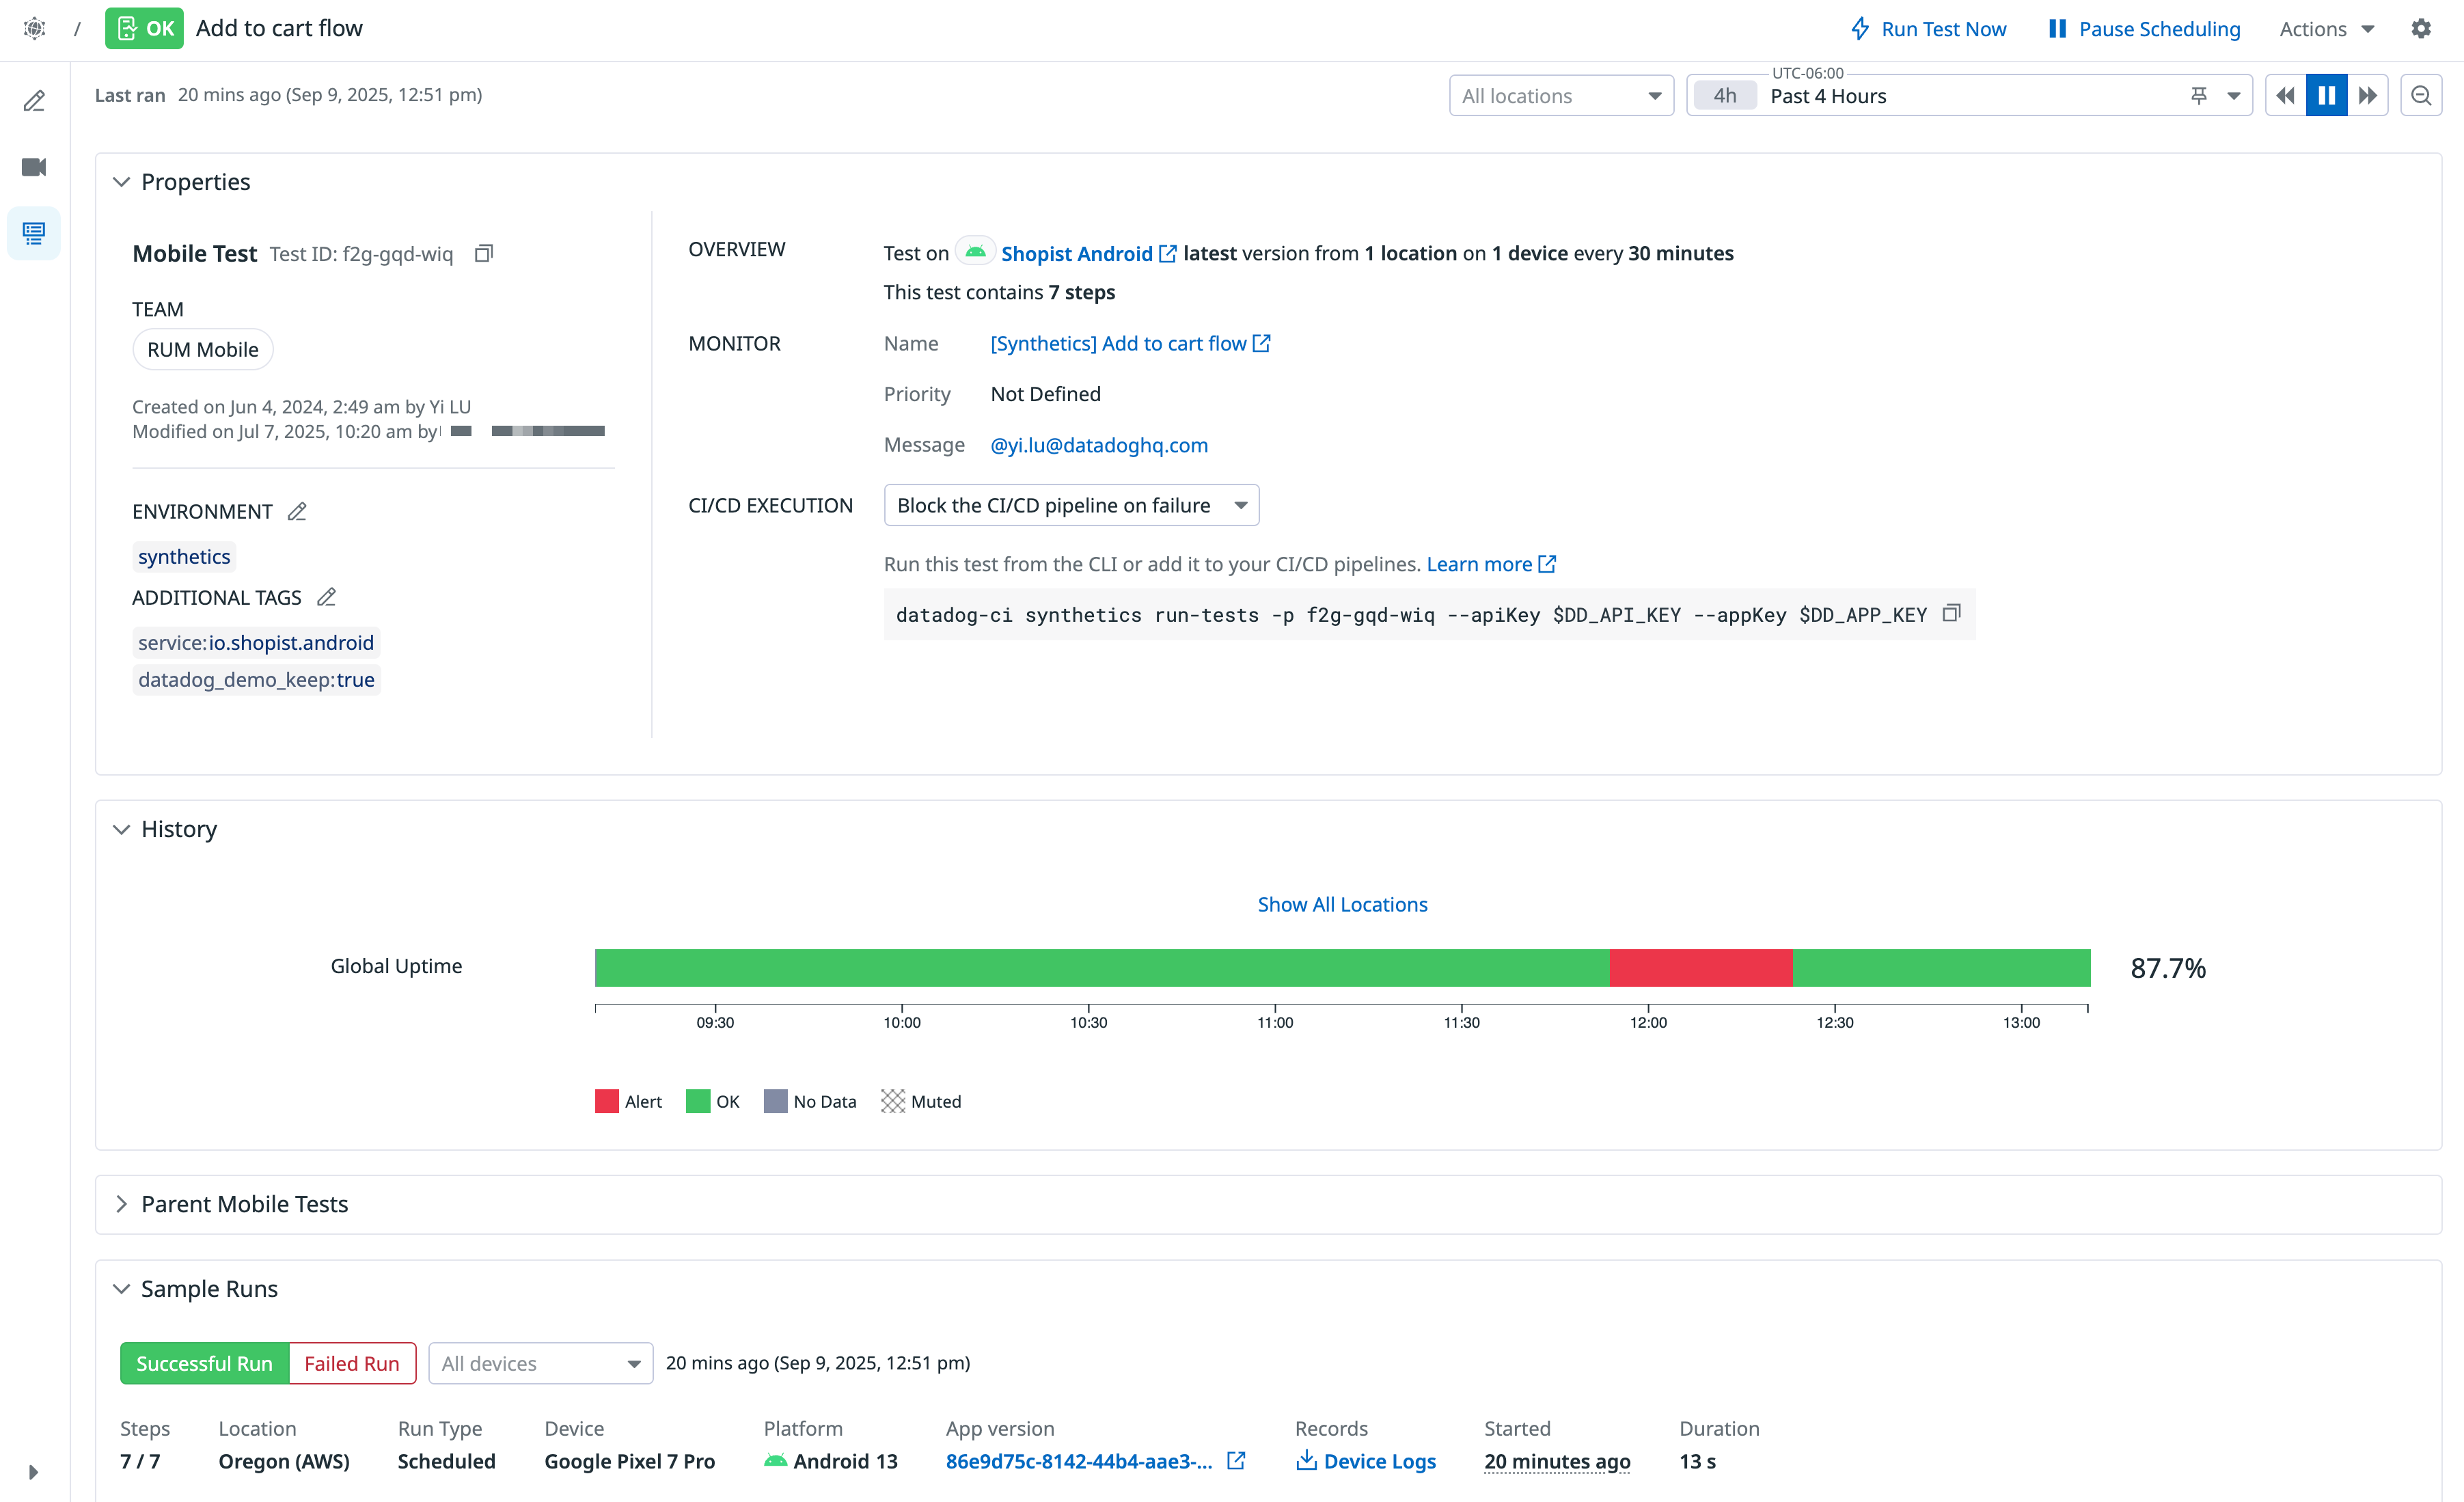 / OK Add to cart flow Run Test Now Pause Scheduling Actions
Last ran 20 mins ago (Sep 9, 2025, 12:51 pm) All locations UTC-06:00 4h Past 4 Hours
Properties
Mobile Test Test ID: f2g-gqd-wiq
TEAM
RUM Mobile
Created on Jun 4, 2024, 2:49 am by Yi LU
Modified on Jul 7, 2025, 10:20 am by
ENVIRONMENT
synthetics
ADDITIONAL TAGS
service:io.shopist.android
datadog_demo_keep:true
OVERVIEW Test on Shopist Android latest version from 1 location on 1 device every 30 minutes
This test contains 7 steps
MONITOR Name [Synthetics] Add to cart flow
Priority Not Defined
Message @yi.lu@datadoghq.com
CI/CD EXECUTION Block the CI/CD pipeline on failure
Run this test from the CLI or add it to your CI/CD pipelines. Learn more
datadog-ci synthetics run-tests -p f2g-gqd-wiq --apiKey $DD_API_KEY --appKey $DD_APP_KEY
History
Show All Locations
Global Uptime 87.7%
09:30 10:00 10:30 11:00 11:30 12:00 12:30 13:00
Alert OK No Data Muted
Parent Mobile Tests
Sample Runs
Successful Run Failed Run All devices 20 mins ago (Sep 9, 2025, 12:51 pm)
Steps Location Run Type Device Platform App version Records Started Duration
7 / 7 Oregon (AWS) Scheduled Google Pixel 7 Pro Android 13 86e9d75c-8142-44b4-aae3-... Device Logs 20 minutes ago 13 s